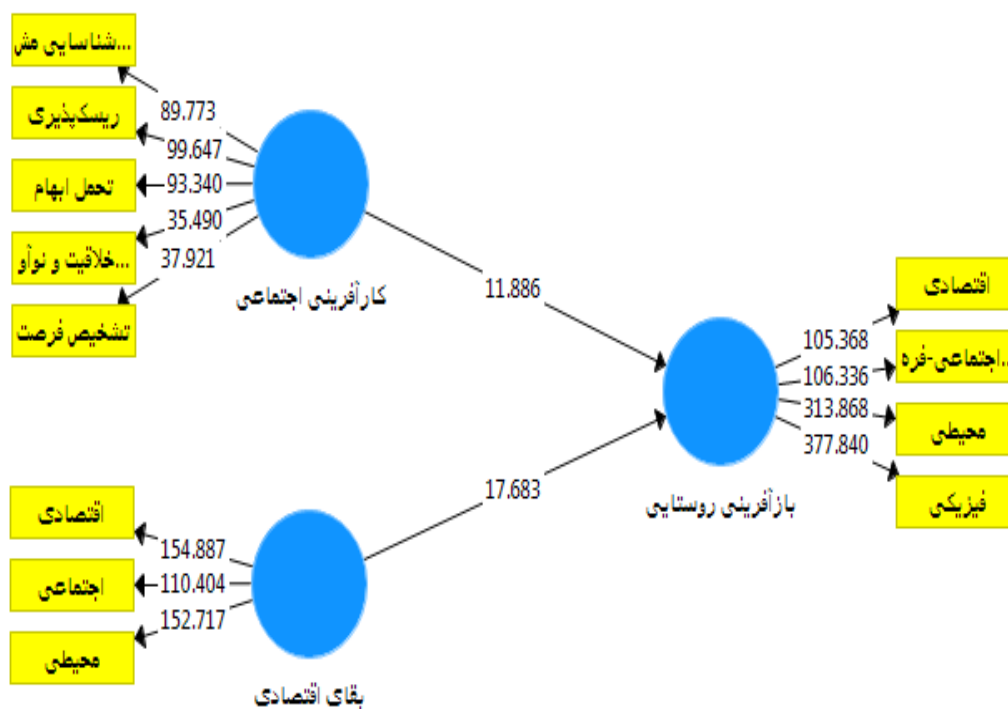 شناسایی مش...
89.773
ریسک‌پذیری
99.647
تحمل ابهام
93.340
خلاقیت و نوآو...
35.490
تشخیص فرصت
37.921
کارآفرینی اجتماعی
11.886
اقتصادی
154.887
اجتماعی
110.404
محیطی
152.717
بقای اقتصادی
17.683
بازآفرینی روستایی
105.368
اقتصادی
106.336
اجتماعی-فره...
313.868
محیطی
377.840
فیزیکی